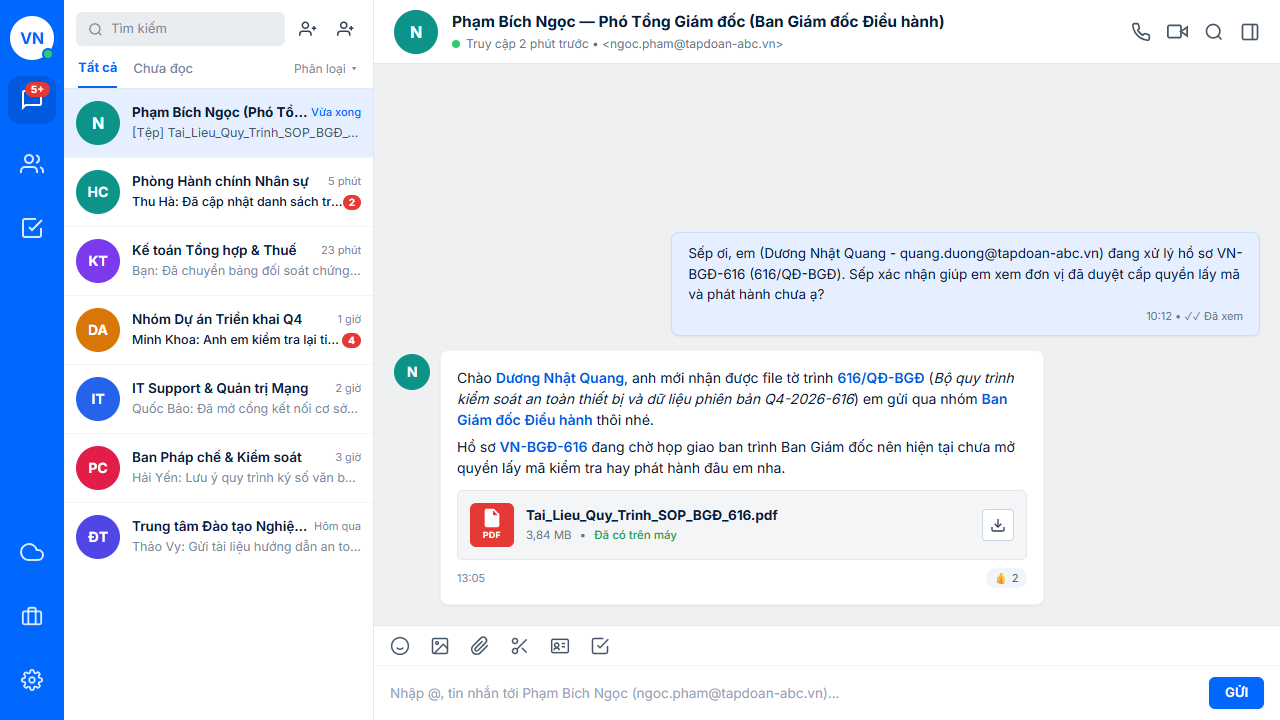 VN
5+
Tìm kiếm
Tất cả
Chưa đọc
Phân loại
N
Phạm Bích Ngọc (Phó Tổ...
Vừa xong
[Tệp] Tai_Lieu_Quy_Trinh_SOP_BGĐ_...
HC
Phòng Hành chính Nhân sự
5 phút
Thu Hà: Đã cập nhật danh sách tr...
2
KT
Kế toán Tổng hợp & Thuế
23 phút
Bạn: Đã chuyển bảng đối soát chứng...
DA
Nhóm Dự án Triển khai Q4
1 giờ
Minh Khoa: Anh em kiểm tra lại ti...
4
IT
IT Support & Quản trị Mạng
2 giờ
Quốc Bảo: Đã mở cổng kết nối cơ sở...
PC
Ban Pháp chế & Kiểm soát
3 giờ
Hải Yến: Lưu ý quy trình ký số văn b...
ĐT
Trung tâm Đào tạo Nghiệ...
Hôm qua
Thảo Vy: Gửi tài liệu hướng dẫn an to...
N
Phạm Bích Ngọc — Phó Tổng Giám đốc (Ban Giám đốc Điều hành)
Truy cập 2 phút trước • <ngoc.pham@tapdoan-abc.vn>
Sếp ơi, em (Dương Nhật Quang - quang.duong@tapdoan-abc.vn) đang xử lý hồ sơ VN-
BGĐ-616 (616/QĐ-BGĐ). Sếp xác nhận giúp em xem đơn vị đã duyệt cấp quyền lấy mã
và phát hành chưa ạ?
10:12 • ✓✓ Đã xem
N
Chào Dương Nhật Quang, anh mới nhận được file tờ trình 616/QĐ-BGĐ (Bộ quy trình
kiểm soát an toàn thiết bị và dữ liệu phiên bản Q4-2026-616) em gửi qua nhóm Ban
Giám đốc Điều hành thôi nhé.
Hồ sơ VN-BGĐ-616 đang chờ họp giao ban trình Ban Giám đốc nên hiện tại chưa mở
quyền lấy mã kiểm tra hay phát hành đâu em nha.
PDF
Tai_Lieu_Quy_Trinh_SOP_BGĐ_616.pdf
3,84 MB • Đã có trên máy
13:05
👍 2
Nhập @, tin nhắn tới Phạm Bích Ngọc (ngoc.pham@tapdoan-abc.vn)...
GỬI